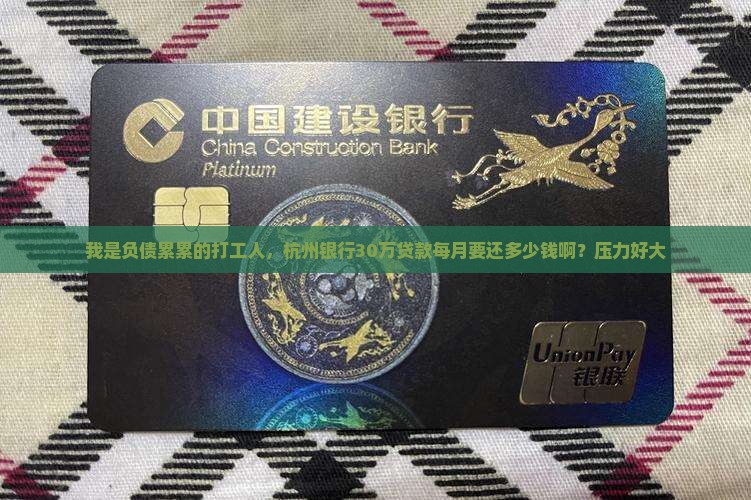 中国建设银行
China Construction Bank
Platinum
我是负债累累的打工人，杭州银行30万贷款每月要还多少钱啊？压力好大
UnionPay
银联